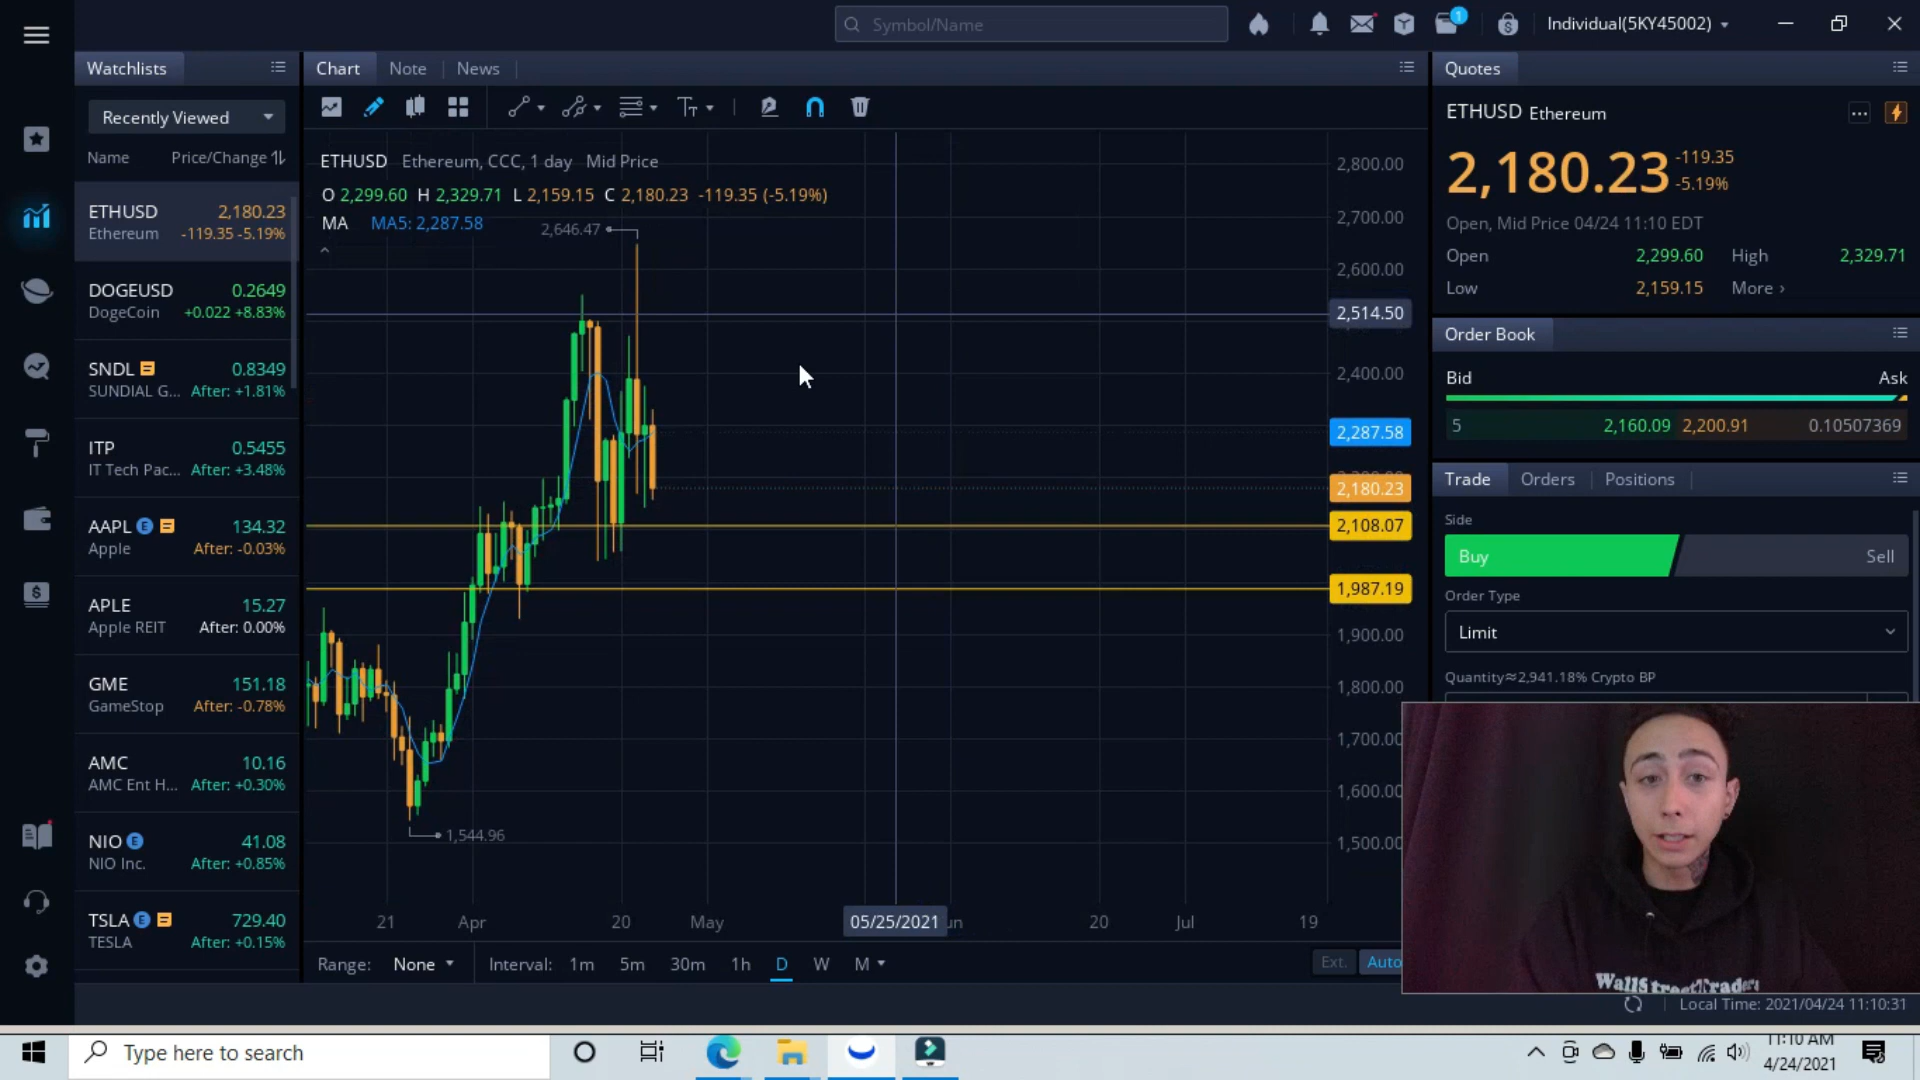 Symbol/Name
1
Individual(5KY45002)
Watchlists
Recently Viewed
Name Price/Change
ETHUSD 2,180.23
Ethereum -119.35 -5.19%
DOGEUSD 0.2649
DogeCoin +0.022 +8.83%
SNDL 0.8349
SUNDIAL G... After: +1.81%
ITP 0.5455
IT Tech Pac... After: +3.48%
AAPL E 134.32
Apple After: -0.03%
APLE 15.27
Apple REIT After: 0.00%
GME 151.18
GameStop After: -0.78%
AMC 10.16
AMC Ent H... After: +0.30%
NIO E 41.08
NIO Inc. After: +0.85%
TSLA E 729.40
TESLA After: +0.15%
Chart Note News
ETHUSD Ethereum, CCC, 1 day Mid Price
O 2,299.60 H 2,329.71 L 2,159.15 C 2,180.23 -119.35 (-5.19%)
MA MA5: 2,287.58
2,646.47
1,544.96
2,800.00
2,700.00
2,600.00
2,514.50
2,400.00
2,287.58
2,180.23
2,108.07
1,987.19
1,900.00
1,800.00
1,700.00
1,600.00
1,500.00
21 Apr 20 May 05/25/2021 un 20 Jul 19
Range: None Interval: 1m 5m 30m 1h D W M
Ext. Auto
Quotes
ETHUSD Ethereum
2,180.23 -119.35
-5.19%
Open, Mid Price 04/24 11:10 EDT
Open 2,299.60 High 2,329.71
Low 2,159.15 More ›
Order Book
Bid Ask
5 2,160.09 2,200.91 0.10507369
Trade Orders Positions
Side
Buy Sell
Order Type
Limit
Quantity≈2,941.18% Crypto BP
WallStreetTrader
Local Time: 2021/04/24 11:10:31
Type here to search
11:10 AM
4/24/2021